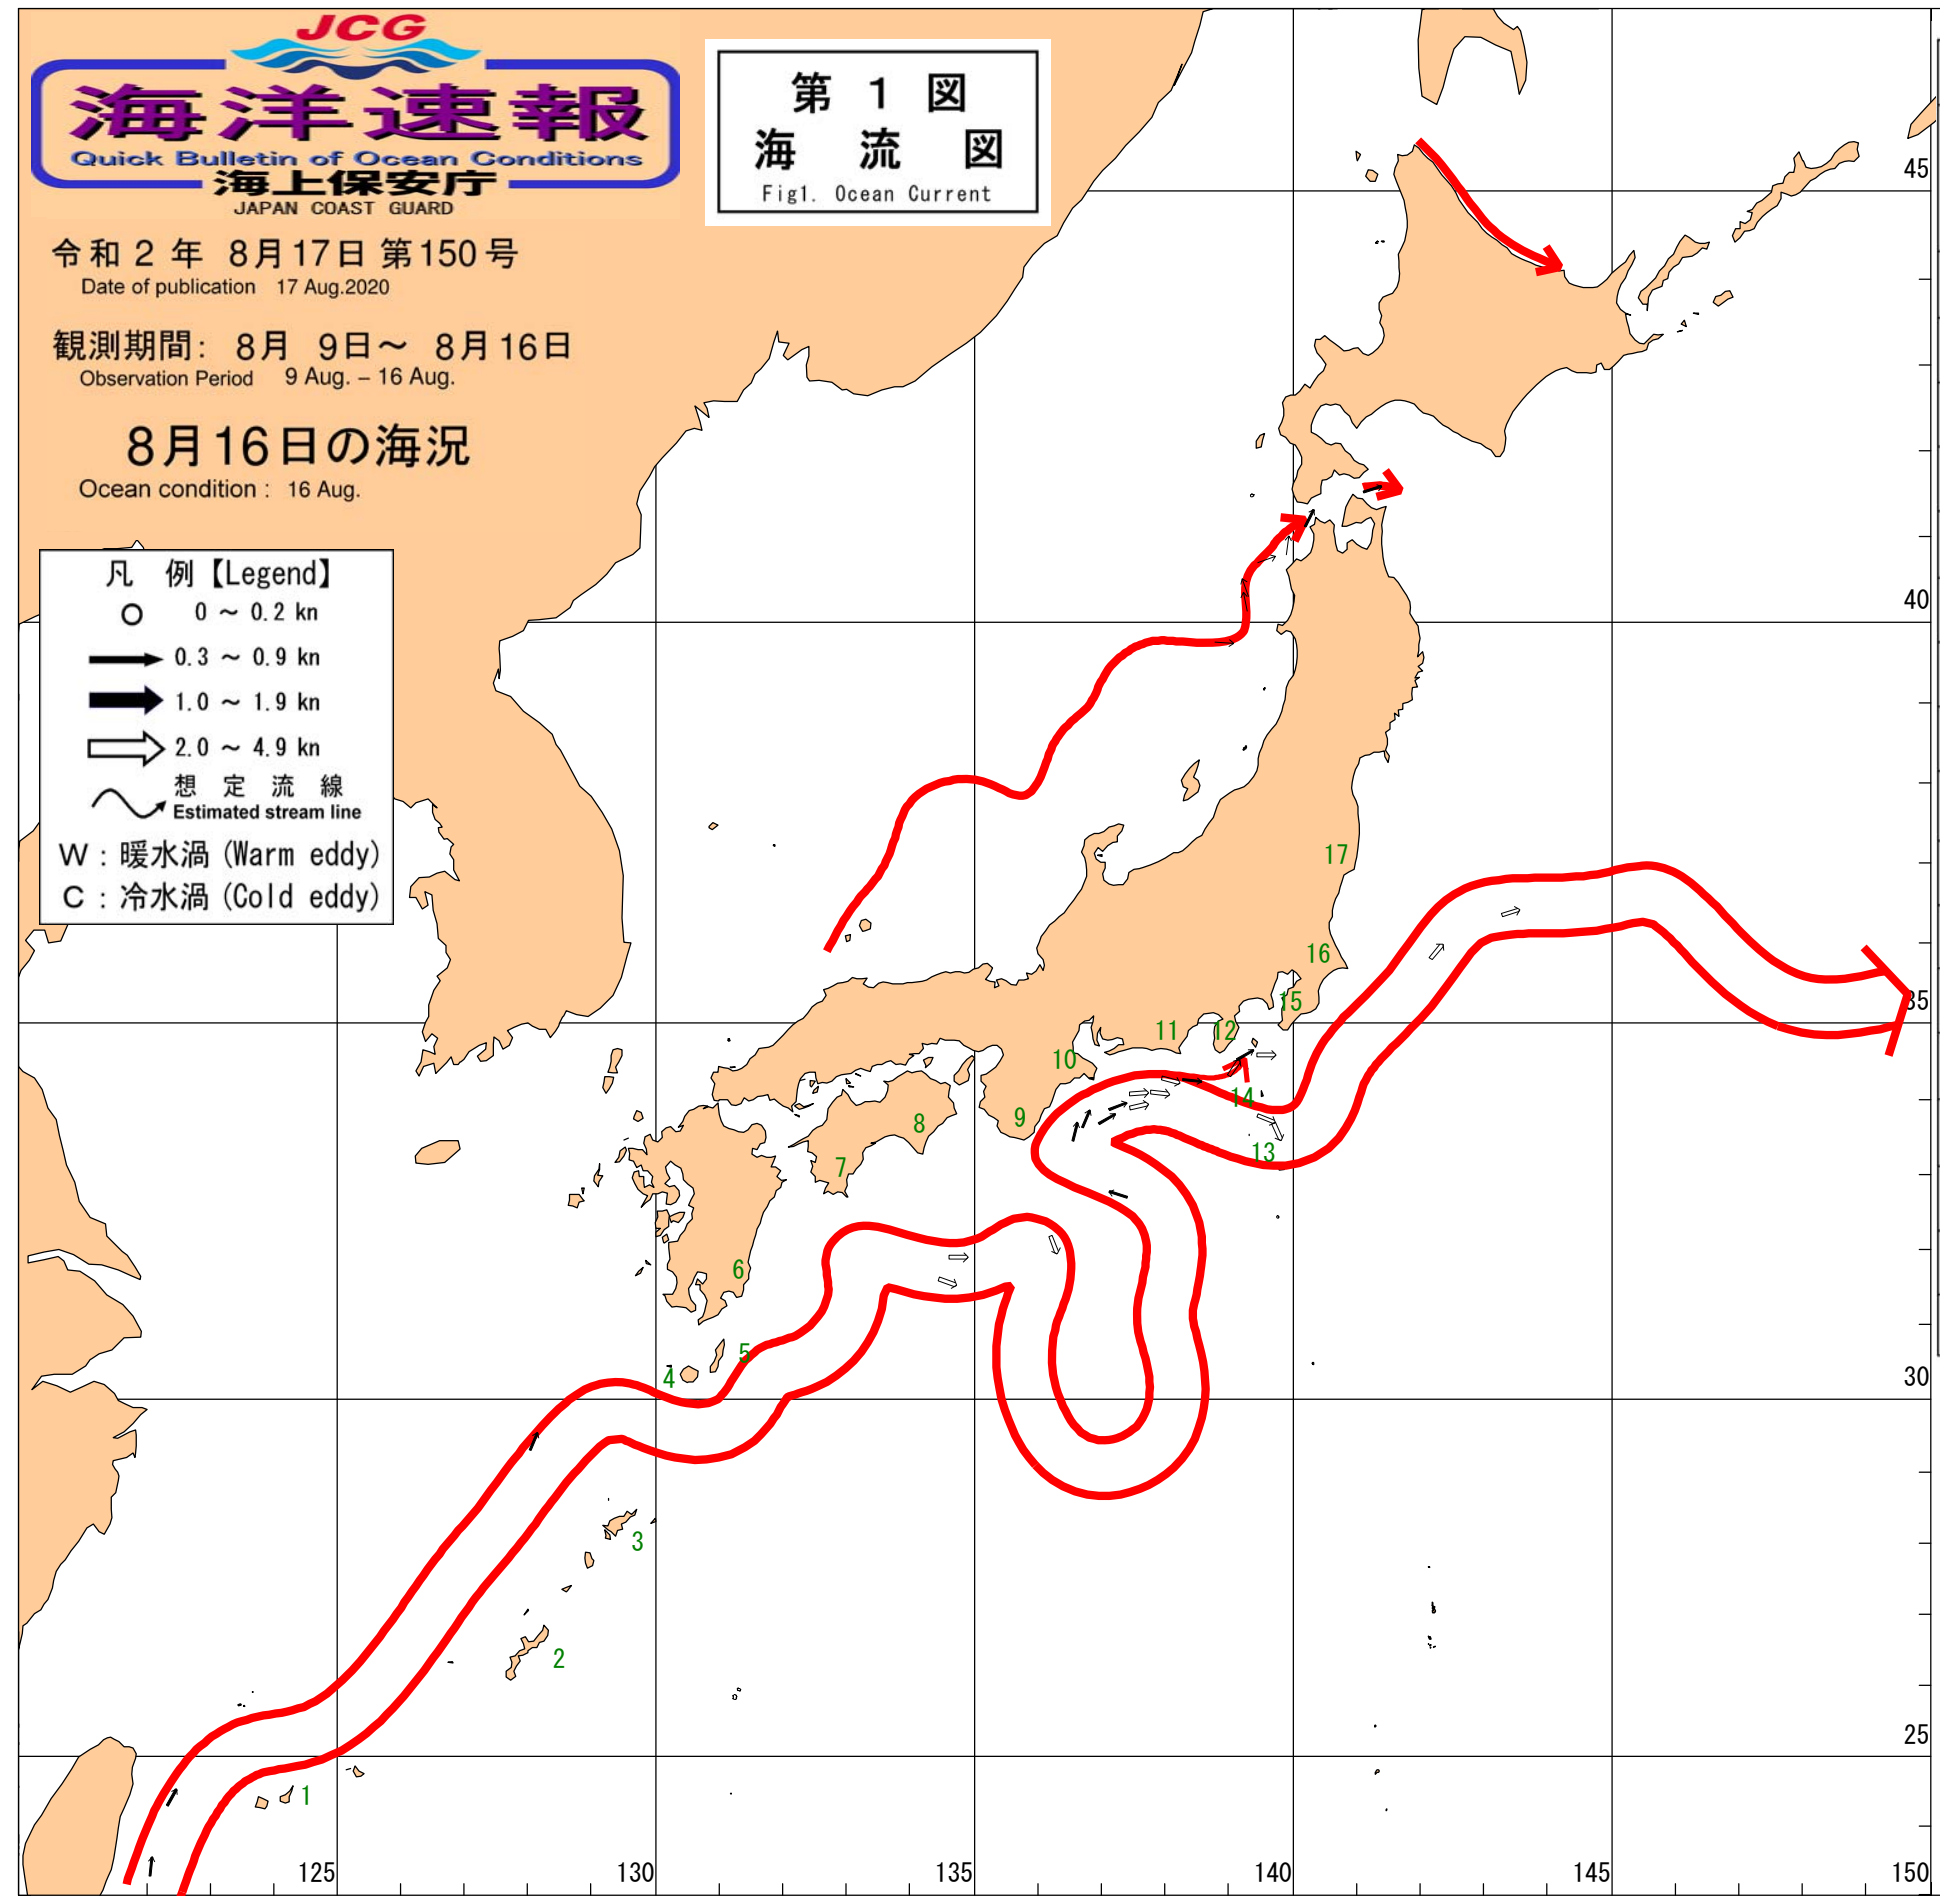 JCG
海洋速報
Quick Bulletin of Ocean Conditions
海上保安庁
JAPAN COAST GUARD
第 1 図
海 流 図
Fig1. Ocean Current
令和 2 年 8月17日 第150号
Date of publication 17 Aug.2020
観測期間: 8月 9日～ 8月16日
Observation Period 9 Aug. – 16 Aug.
8月16日の海況
Ocean condition : 16 Aug.
凡 例【Legend】
0 ～ 0.2 kn
0.3 ～ 0.9 kn
1.0 ～ 1.9 kn
2.0 ～ 4.9 kn
想 定 流 線
Estimated stream line
W : 暖水渦 (Warm eddy)
C : 冷水渦 (Cold eddy)
45
40
35
30
25
17
16
15
12
11
10
14
9
8
13
7
6
5
4
3
2
1
125
130
135
140
145
150